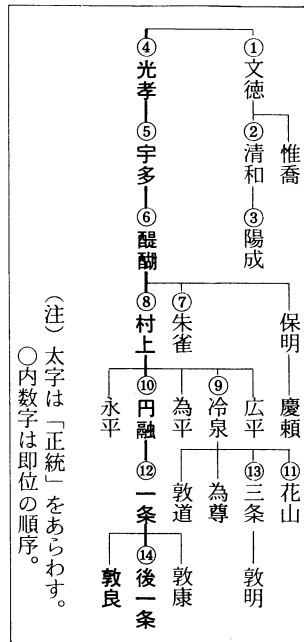 ①文徳
惟喬
②清和
③陽成
④光孝
⑤宇多
⑥醍醐
保明
慶頼
⑦朱雀
⑧村上
広平
⑨冷泉
為平
⑩円融
永平
⑪花山
⑬三条
為尊
敦道
敦明
⑫一条
敦康
⑭後一条
敦良
(注) 太字は「正統」をあらわす。
○内数字は即位の順序。